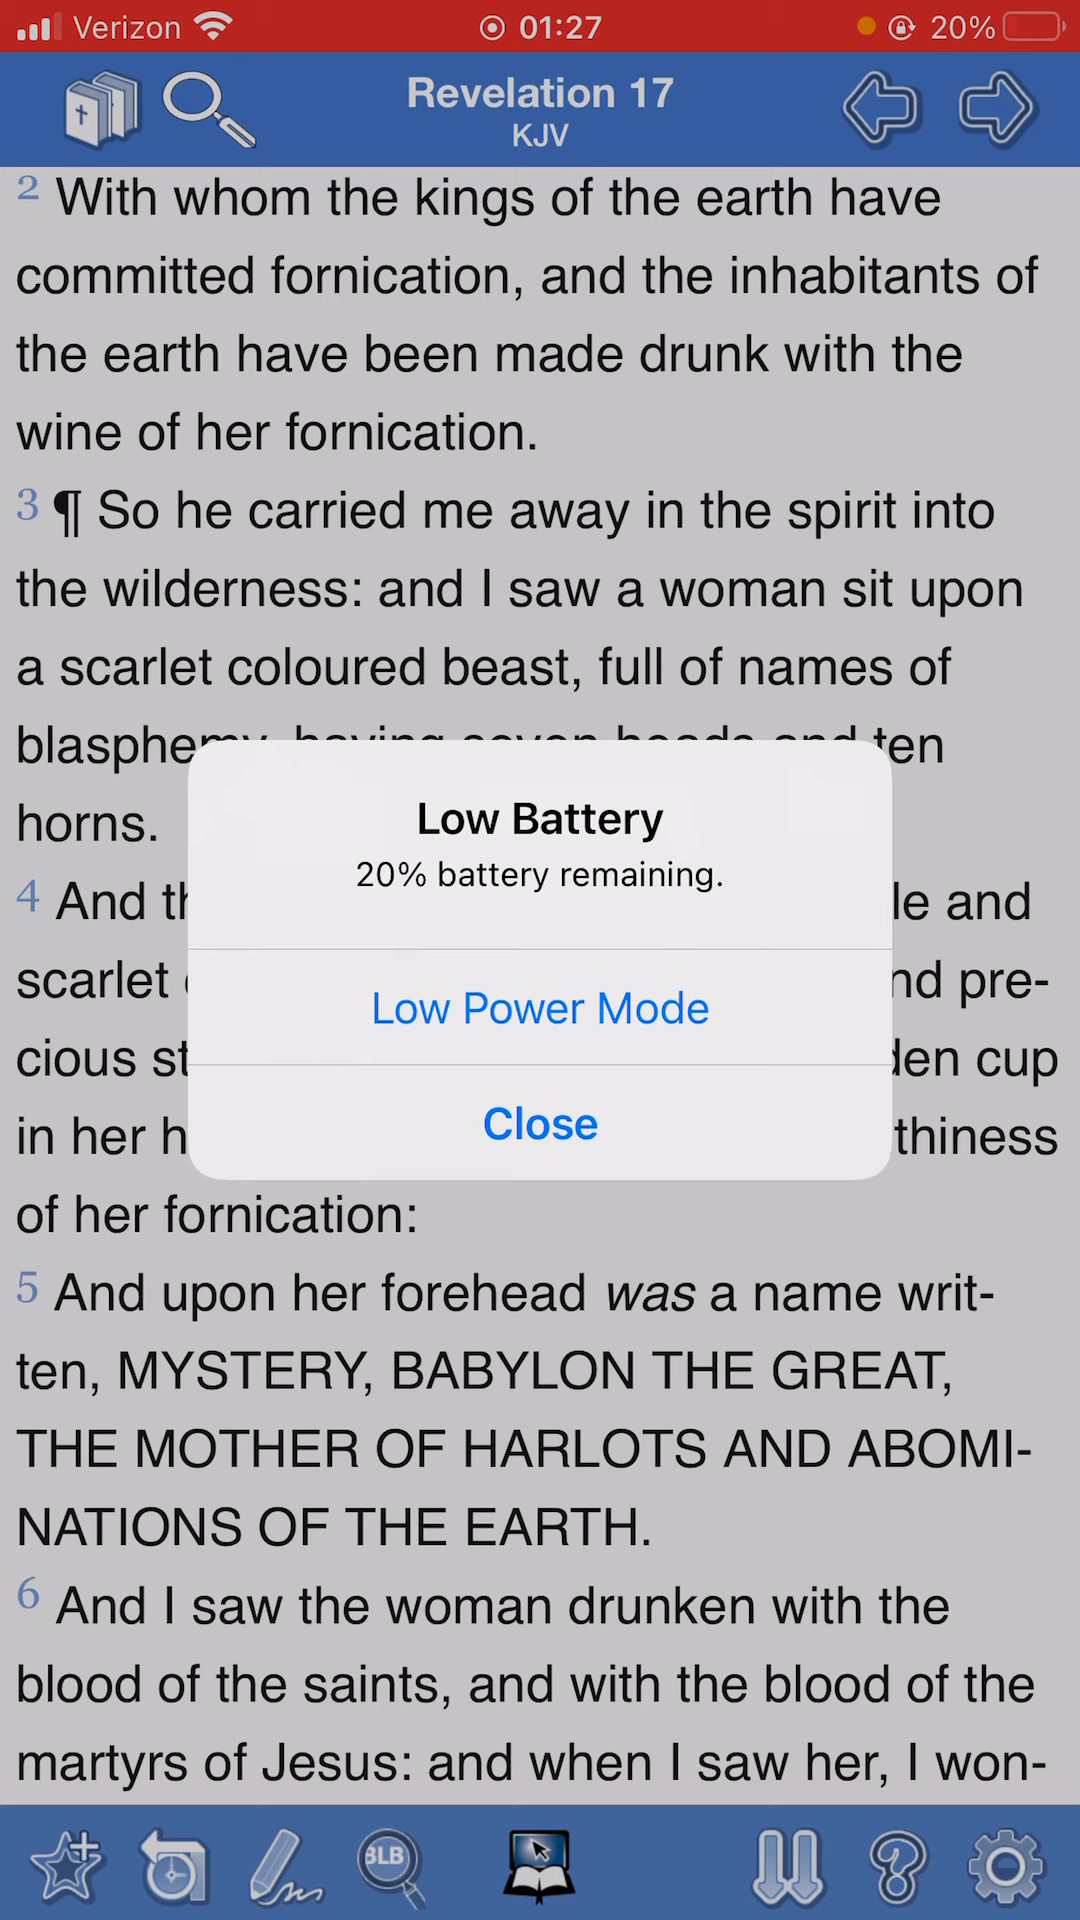 Verizon 01:27 20%
Revelation 17
KJV
2 With whom the kings of the earth have
committed fornication, and the inhabitants of
the earth have been made drunk with the
wine of her fornication.
3 ¶ So he carried me away in the spirit into
the wilderness: and I saw a woman sit upon
a scarlet coloured beast, full of names of
blasphemy, having seven heads and ten
horns.
Low Battery
20% battery remaining.
Low Power Mode
Close
4 And and
scarlet pre-
cious cup
in her
of her fornication:
5 And upon her forehead was a name writ-
ten, MYSTERY, BABYLON THE GREAT,
THE MOTHER OF HARLOTS AND ABOMI-
NATIONS OF THE EARTH.
6 And I saw the woman drunken with the
blood of the saints, and with the blood of the
martyrs of Jesus: and when I saw her, I won-
BLB